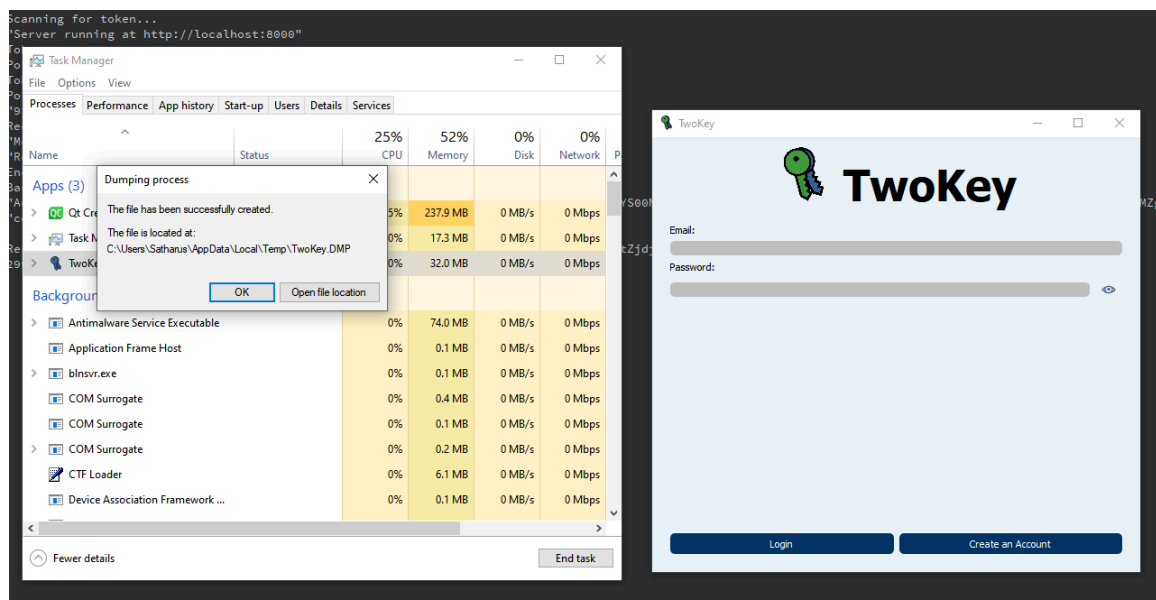 Scanning for token...
"Server running at http://localhost:8000"
Task Manager
File Options View
Processes Performance App history Start-up Users Details Services
25% 52% 0% 0%
Name Status CPU Memory Disk Network
Apps (3)
Qt Cre 5% 237.9 MB 0 MB/s 0 Mbps
Task M 0% 17.3 MB 0 MB/s 0 Mbps
TwoKe 0% 32.0 MB 0 MB/s 0 Mbps
Dumping process
The file has been successfully created.
The file is located at:
C:\Users\Satharus\AppData\Local\Temp\TwoKey.DMP
OK Open file location
Backgroun
Antimalware Service Executable 0% 74.0 MB 0 MB/s 0 Mbps
Application Frame Host 0% 0.1 MB 0 MB/s 0 Mbps
blnsvr.exe 0% 0.1 MB 0 MB/s 0 Mbps
COM Surrogate 0% 0.4 MB 0 MB/s 0 Mbps
COM Surrogate 0% 0.1 MB 0 MB/s 0 Mbps
COM Surrogate 0% 0.2 MB 0 MB/s 0 Mbps
CTF Loader 0% 6.1 MB 0 MB/s 0 Mbps
Device Association Framework ... 0% 0.1 MB 0 MB/s 0 Mbps
Fewer details
End task
TwoKey
TwoKey
Email:
Password:
Login
Create an Account